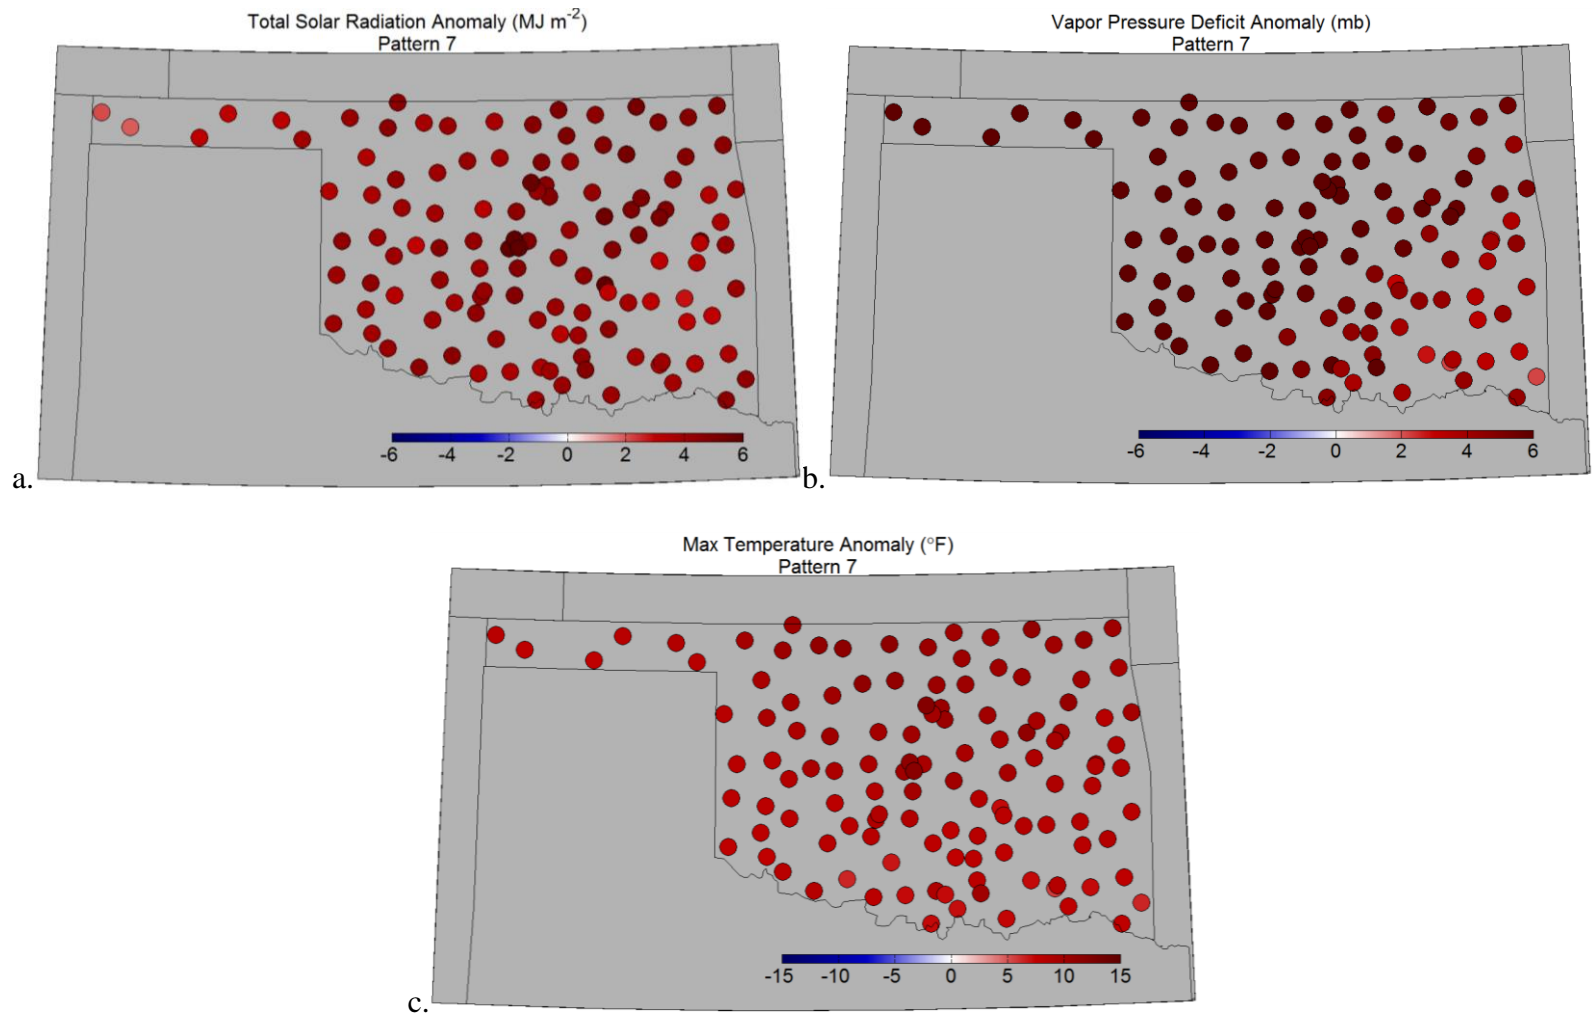 Total Solar Radiation Anomaly (MJ m-2)
Pattern 7
-6 -4 -2 0 2 4 6
a.
Vapor Pressure Deficit Anomaly (mb)
Pattern 7
-6 -4 -2 0 2 4 6
b.
Max Temperature Anomaly (°F)
Pattern 7
-15 -10 -5 0 5 10 15
c.